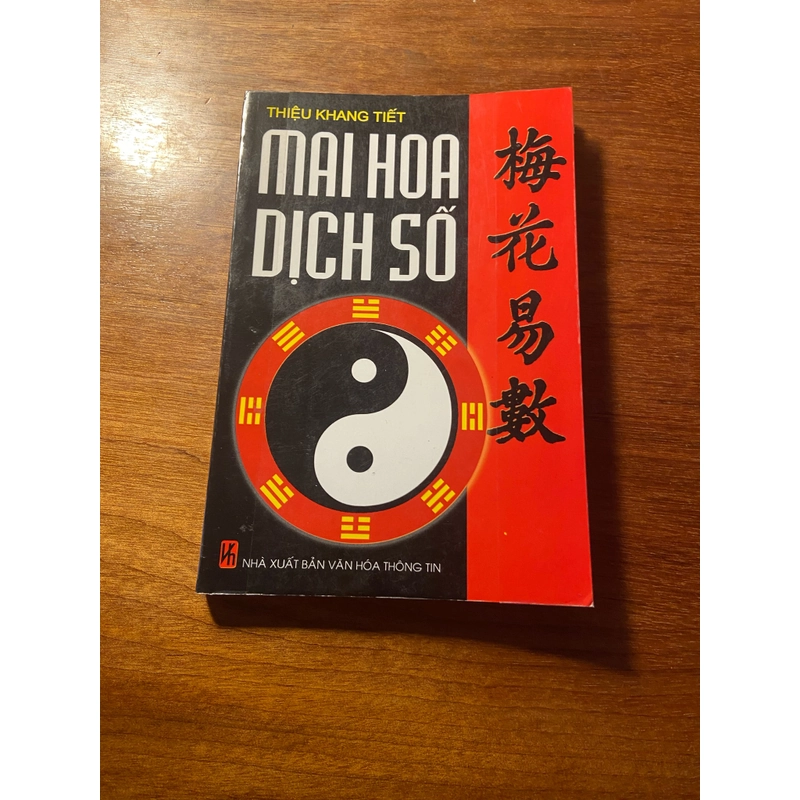 THIỆU KHANG TIẾT
MAI HOA
DỊCH SỐ
梅花易數
NHÀ XUẤT BẢN VĂN HÓA THÔNG TIN